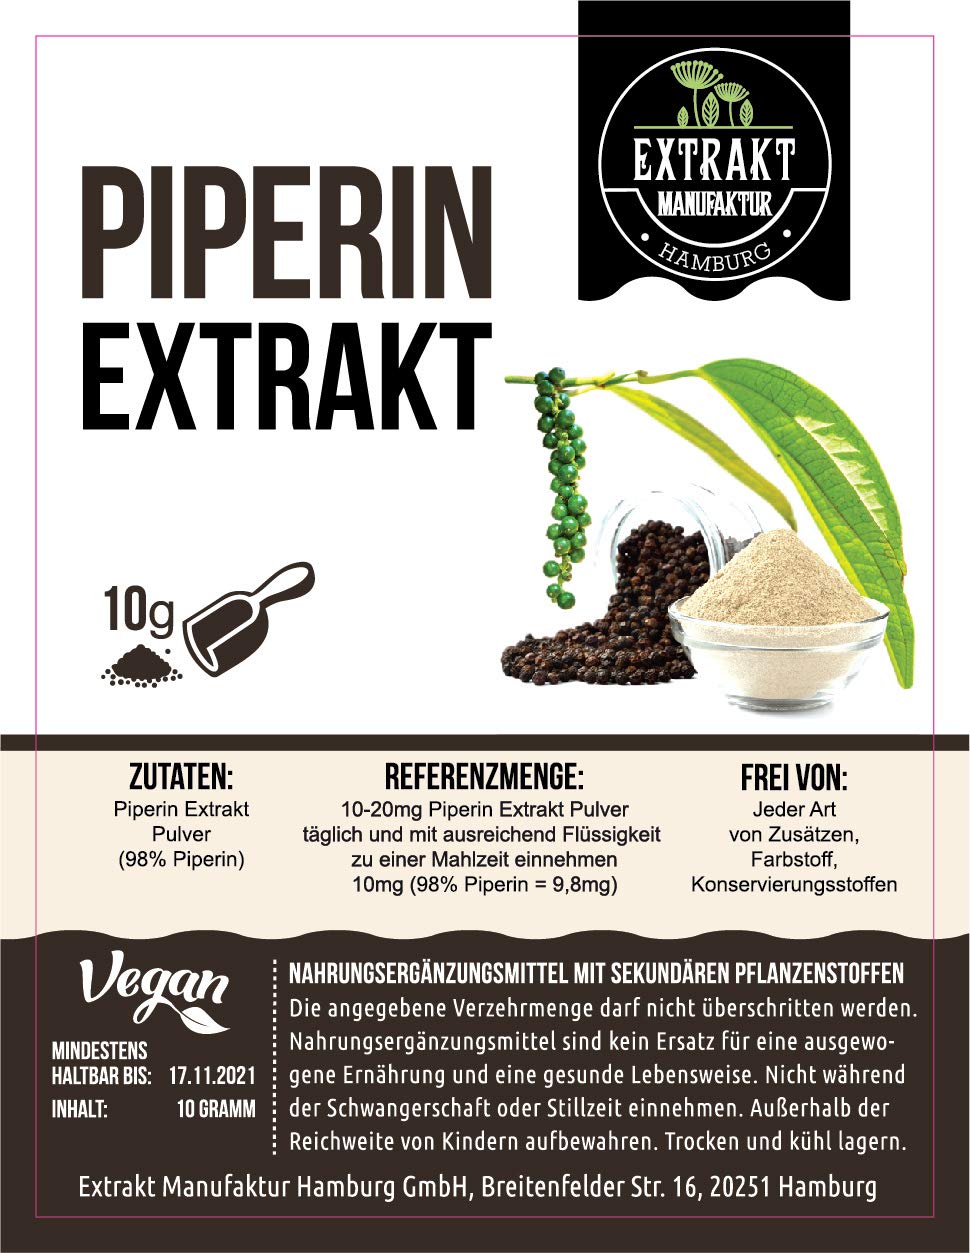 EXTRAKT
MANUFAKTUR
HAMBURG
PIPERIN
EXTRAKT
10g
ZUTATEN:
Piperin Extrakt
Pulver
(98% Piperin)
REFERENZMENGE:
10-20mg Piperin Extrakt Pulver
täglich und mit ausreichend Flüssigkeit
zu einer Mahlzeit einnehmen
10mg (98% Piperin = 9,8mg)
FREI VON:
Jeder Art
von Zusätzen,
Farbstoff,
Konservierungsstoffen
Vegan
MINDESTENS
HALTBAR BIS: 17.11.2021
INHALT: 10 GRAMM
NAHRUNGSERGÄNZUNGSMITTEL MIT SEKUNDÄREN PFLANZENSTOFFEN
Die angegebene Verzehrmenge darf nicht überschritten werden.
Nahrungsergänzungsmittel sind kein Ersatz für eine ausgewo-
gene Ernährung und eine gesunde Lebensweise. Nicht während
der Schwangerschaft oder Stillzeit einnehmen. Außerhalb der
Reichweite von Kindern aufbewahren. Trocken und kühl lagern.
Extrakt Manufaktur Hamburg GmbH, Breitenfelder Str. 16, 20251 Hamburg